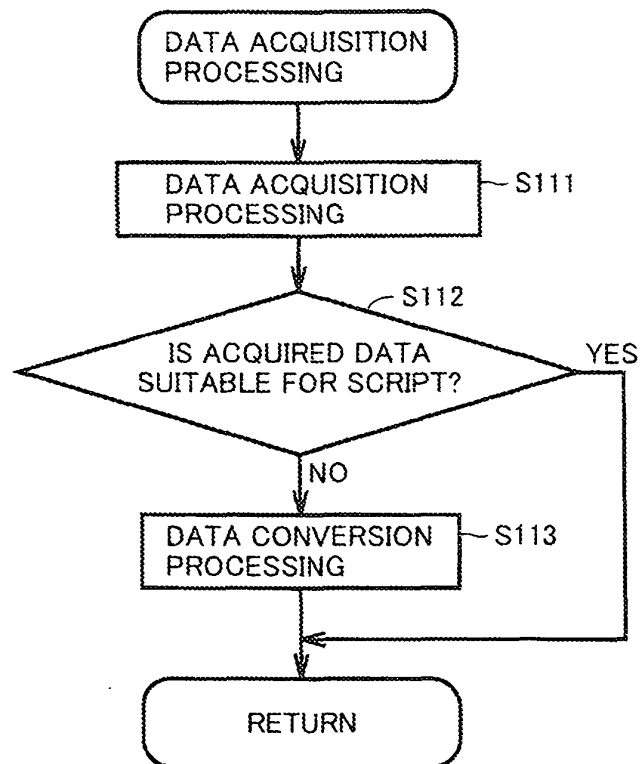 DATA ACQUISITION
PROCESSING
DATA ACQUISITION
PROCESSING
S111
S112
IS ACQUIRED DATA
SUITABLE FOR SCRIPT?
YES
NO
DATA CONVERSION
PROCESSING
S113
RETURN